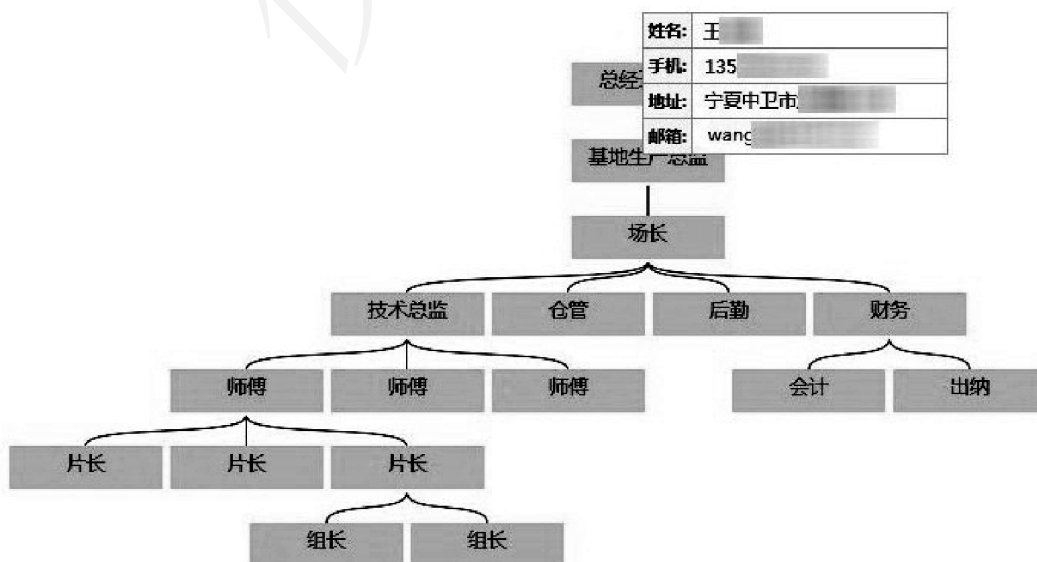 姓名: 王
手机: 135
总经
地址: 宁夏中卫市
邮箱: wang
基地生产总监
场长
技术总监 仓管 后勤 财务
师傅 师傅 师傅 会计 出纳
片长 片长 片长
组长 组长